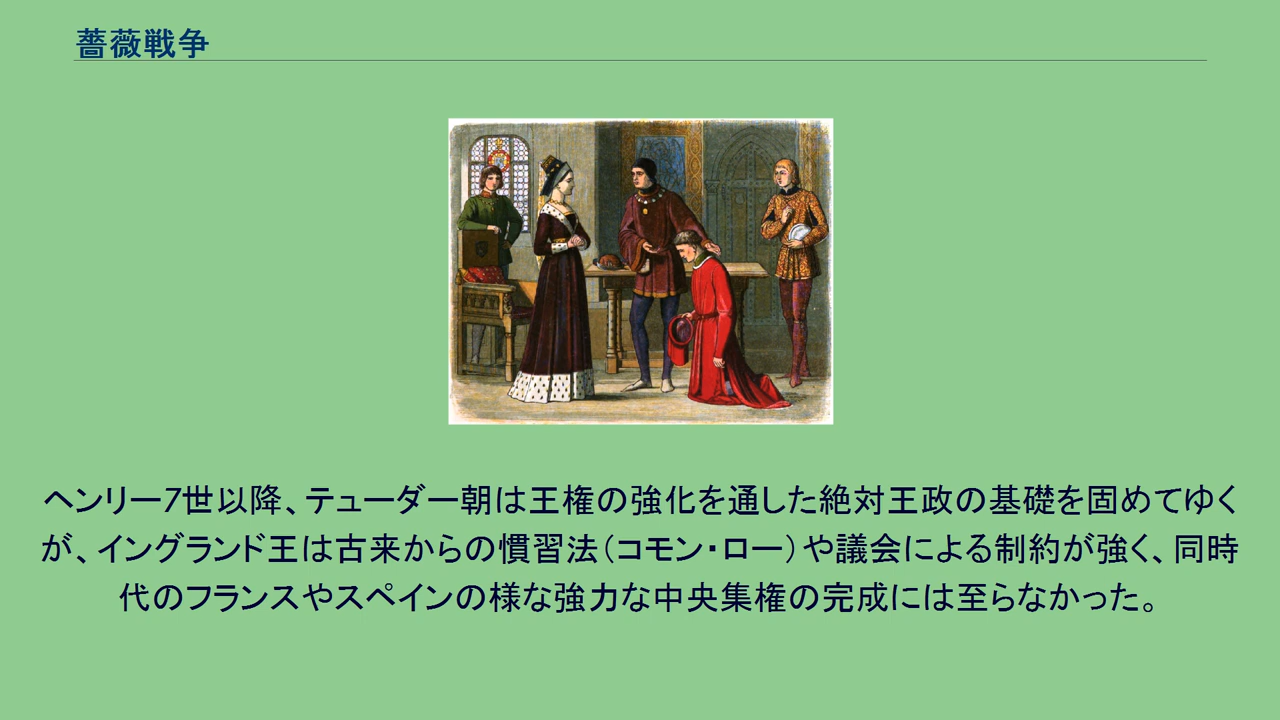 薔薇戦争
ヘンリー7世以降、テューダー朝は王権の強化を通した絶対王政の基礎を固めてゆく
が、イングランド王は古来からの慣習法（コモン・ロー）や議会による制約が強く、同時
代のフランスやスペインの様な強力な中央集権の完成には至らなかった。